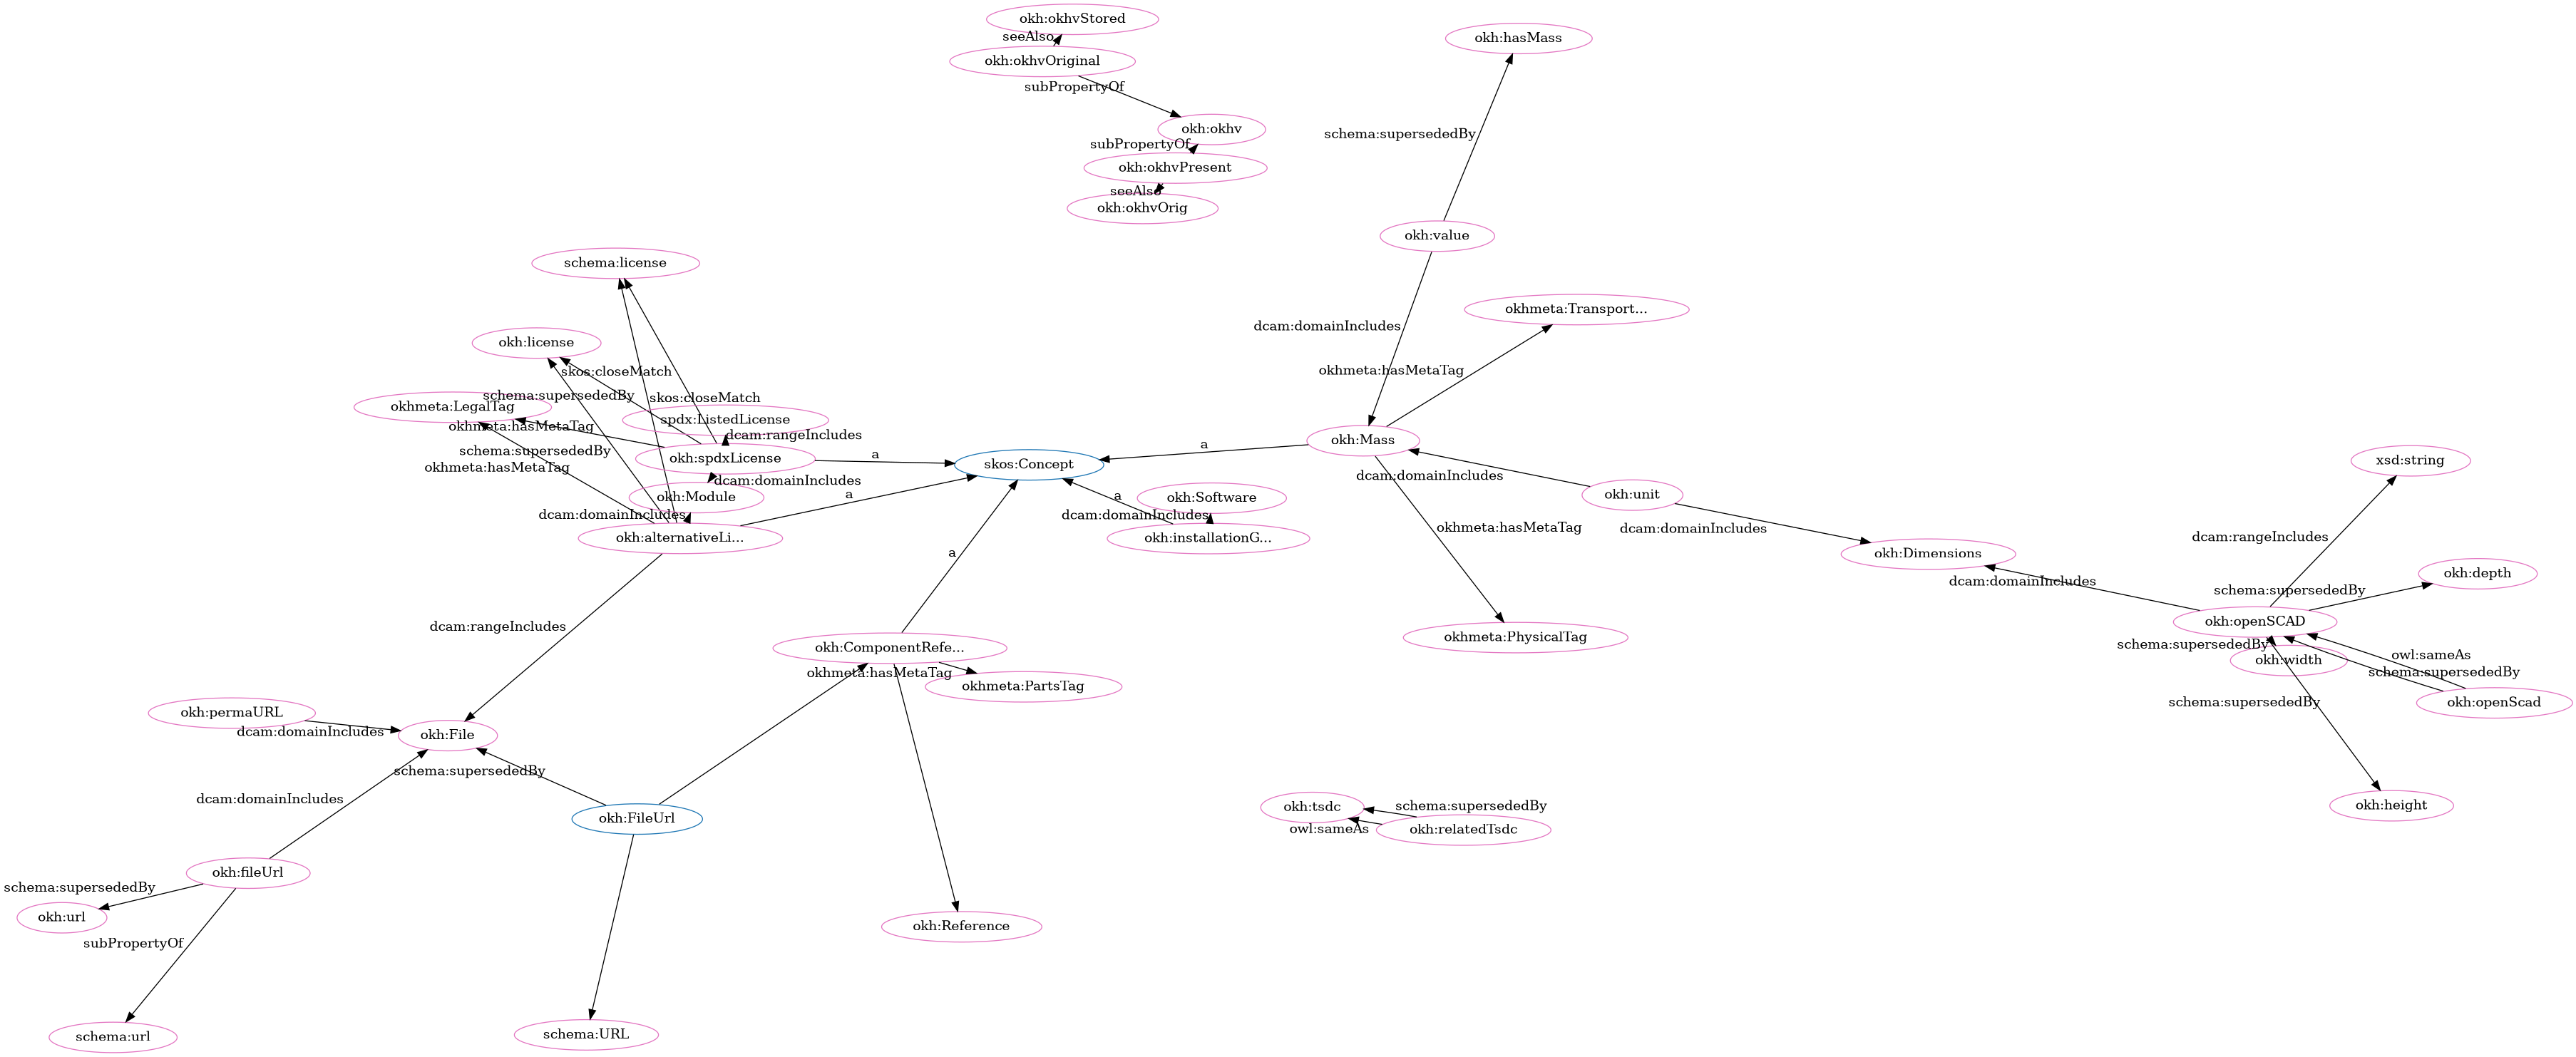 okh:okhvStored
seeAlso
okh:okhvOriginal
subPropertyOf
okh:okhv
subPropertyOf
okh:okhvPresent
seeAlso
okh:okhvOrig
okh:hasMass
schema:supersededBy
okh:value
dcam:domainIncludes
okhmeta:Transport...
okhmeta:hasMetaTag
okh:Mass
a
dcam:domainIncludes
okh:unit
dcam:domainIncludes
okhmeta:hasMetaTag
okhmeta:PhysicalTag
okh:Dimensions
dcam:domainIncludes
xsd:string
dcam:rangeIncludes
okh:depth
schema:supersededBy
okh:openSCAD
schema:supersededBy
okh:width
owl:sameAs
schema:supersededBy
okh:openScad
schema:supersededBy
okh:height
schema:license
okh:license
skos:closeMatch
schema:supersededBy
skos:closeMatch
okhmeta:LegalTag
spdx:ListedLicense
okhmeta:hasMetaTag
dcam:rangeIncludes
schema:supersededBy
okh:spdxLicense
a
skos:Concept
okhmeta:hasMetaTag
dcam:domainIncludes
okh:Module
a
dcam:domainIncludes
okh:alternativeLi...
okh:Software
a
dcam:domainIncludes
okh:installationG...
a
dcam:rangeIncludes
okh:ComponentRefe...
okhmeta:hasMetaTag
okhmeta:PartsTag
okh:permaURL
dcam:domainIncludes
okh:File
schema:supersededBy
dcam:domainIncludes
okh:FileUrl
okh:tsdc
schema:supersededBy
owl:sameAs
okh:relatedTsdc
okh:fileUrl
schema:supersededBy
okh:url
subPropertyOf
okh:Reference
schema:url
schema:URL